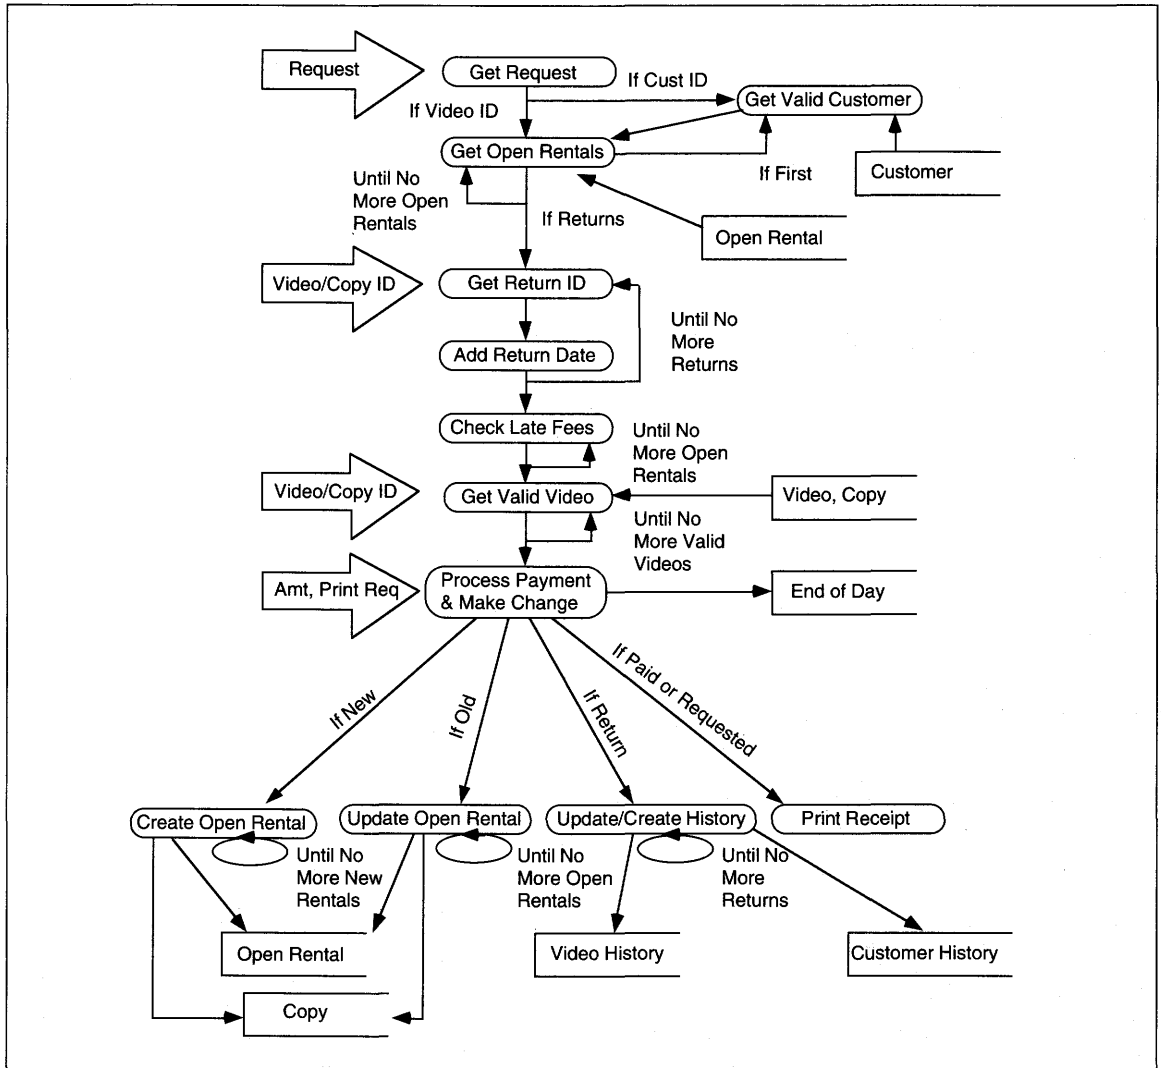 Request
Get Request
If Cust ID
Get Valid Customer
If Video ID
Get Open Rentals
If First
Customer
Until No
More Open
Rentals
If Returns
Open Rental
Video/Copy ID
Get Return ID
Until No
More
Returns
Add Return Date
Check Late Fees
Until No
More Open
Rentals
Video/Copy ID
Get Valid Video
Video, Copy
Until No
More Valid
Videos
Amt, Print Req
Process Payment
& Make Change
End of Day
If New
If Old
If Return
If Paid or Requested
Create Open Rental
Update Open Rental
Update/Create History
Print Receipt
Until No
More New
Rentals
Until No
More Open
Rentals
Until No
More
Returns
Open Rental
Video History
Customer History
Copy